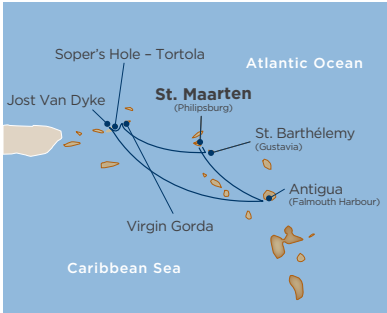 Soper's Hole – Tortola
Atlantic Ocean
Jost Van Dyke
St. Maarten
(Philipsburg)
St. Barthélemy
(Gustavia)
Antigua
(Falmouth Harbour)
Virgin Gorda
Caribbean Sea